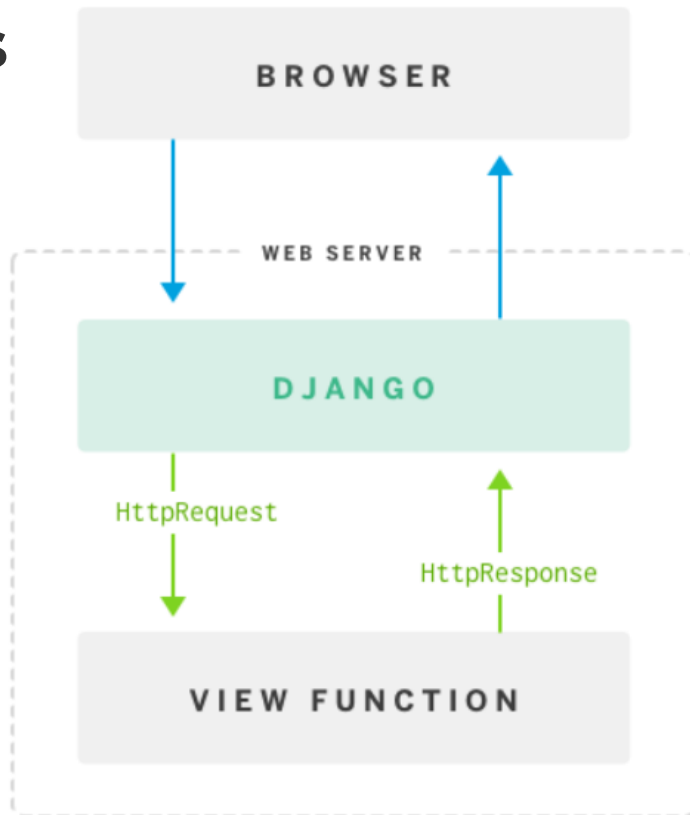 s
BROWSER
WEB SERVER
DJANGO
HttpRequest
HttpResponse
VIEW FUNCTION